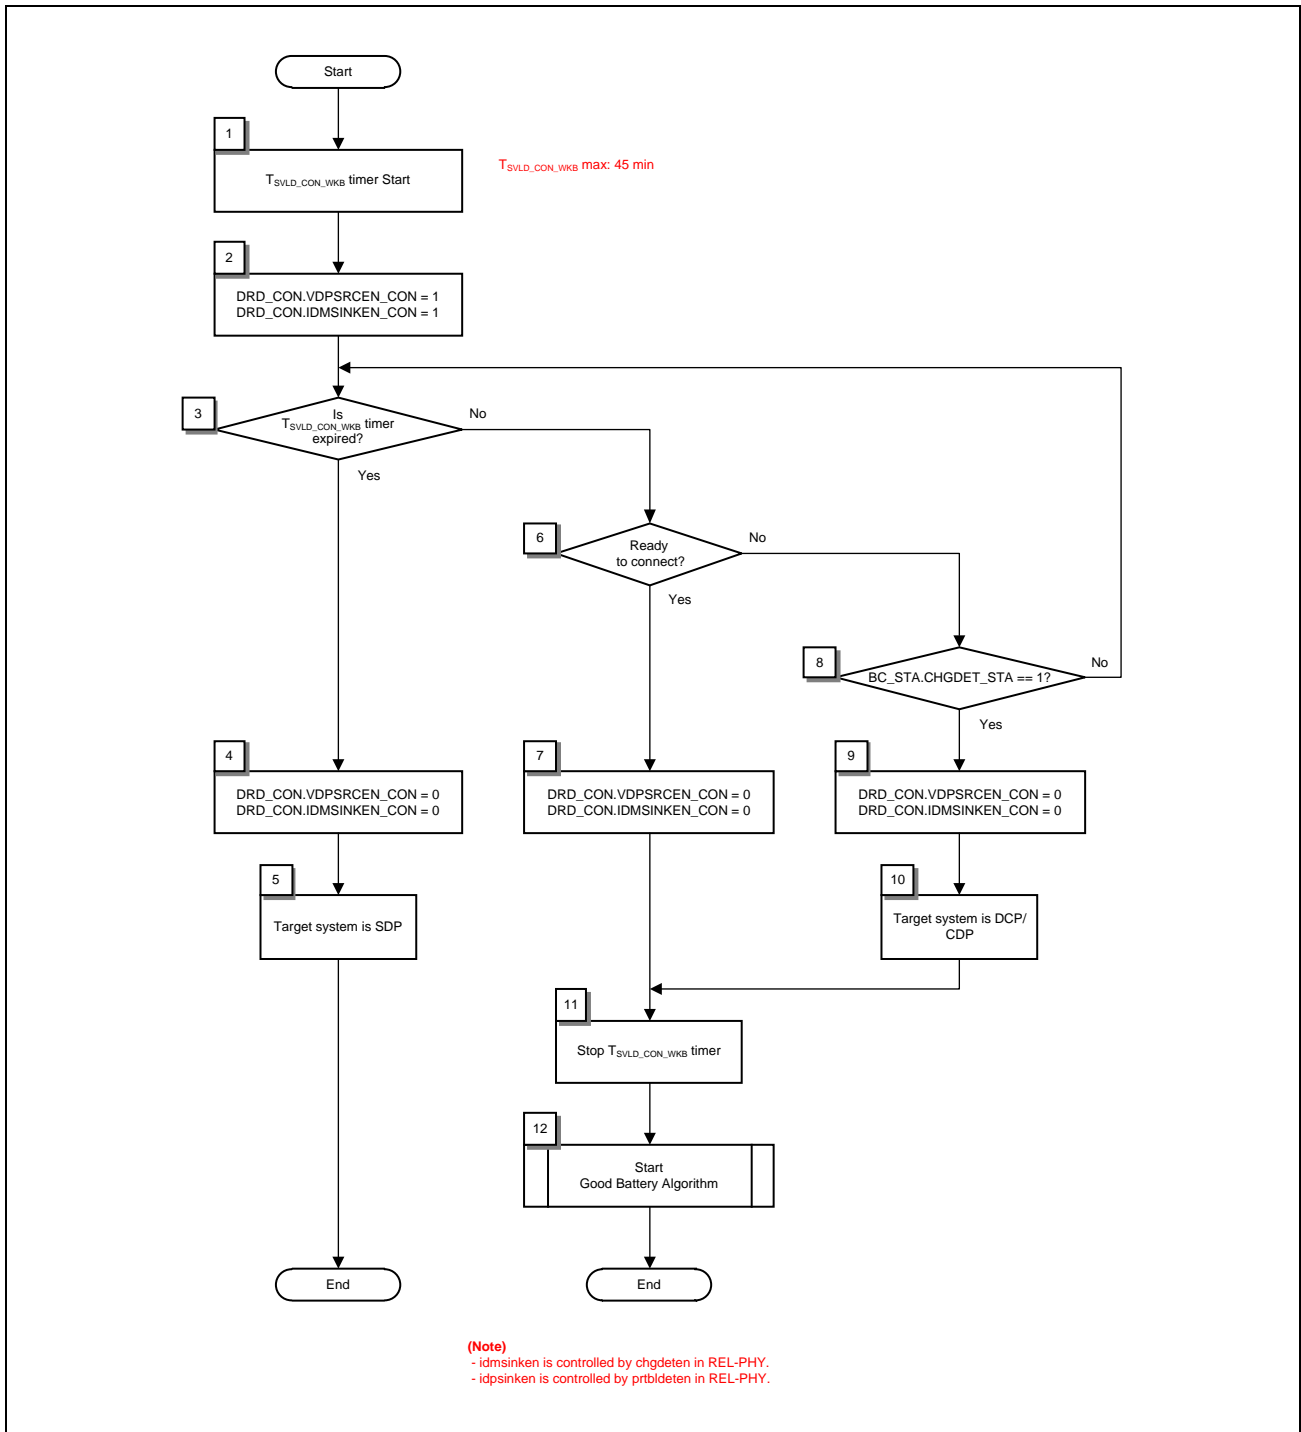 Start
1
TSVLD_CON_WKB timer Start
TSVLD_CON_WKB max: 45 min
2
DRD_CON.VDPSRCEN_CON = 1
DRD_CON.IDMSINKEN_CON = 1
3
Is
TSVLD_CON_WKB timer
expired?
No
Yes
6
Ready
to connect?
No
Yes
8
BC_STA.CHGDET_STA == 1?
No
Yes
4
DRD_CON.VDPSRCEN_CON = 0
DRD_CON.IDMSINKEN_CON = 0
7
DRD_CON.VDPSRCEN_CON = 0
DRD_CON.IDMSINKEN_CON = 0
9
DRD_CON.VDPSRCEN_CON = 0
DRD_CON.IDMSINKEN_CON = 0
5
Target system is SDP
10
Target system is DCP/
CDP
11
Stop TSVLD_CON_WKB timer
12
Start
Good Battery Algorithm
End
End
(Note)
- idmsinken is controlled by chgdeten in REL-PHY.
- idpsinken is controlled by prtbldeten in REL-PHY.